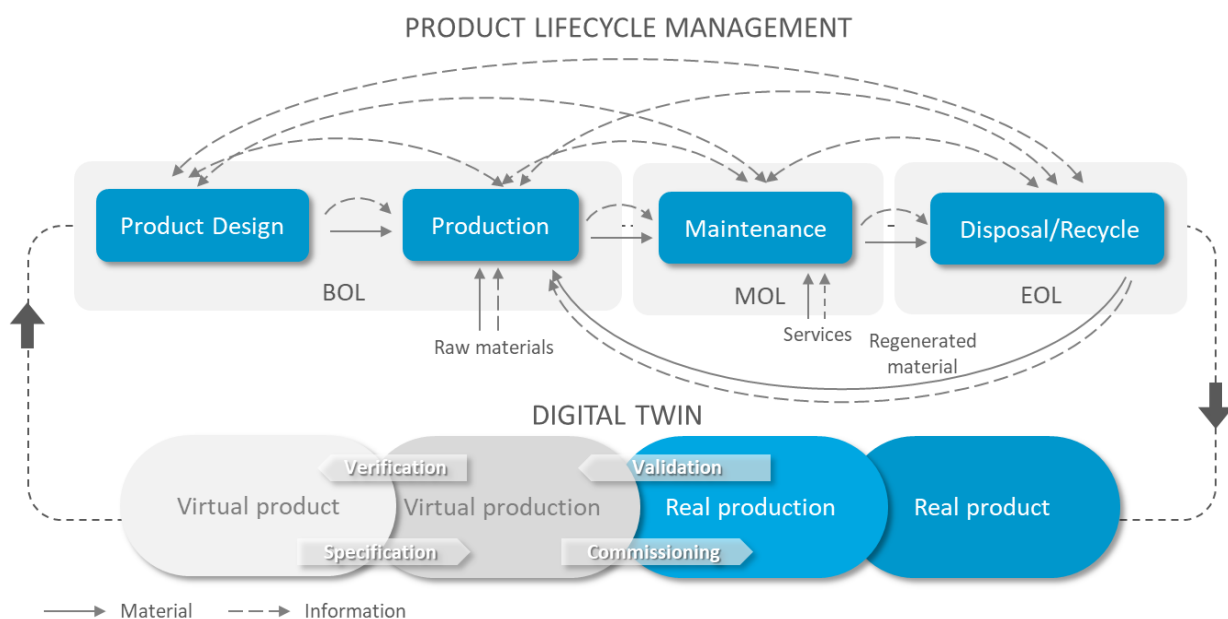 PRODUCT LIFECYCLE MANAGEMENT
Product Design
Production
Maintenance
Disposal/Recycle
BOL
MOL
EOL
Raw materials
Services
Regenerated
material
DIGITAL TWIN
Verification
Validation
Virtual product
Virtual production
Real production
Real product
Specification
Commissioning
Material
Information